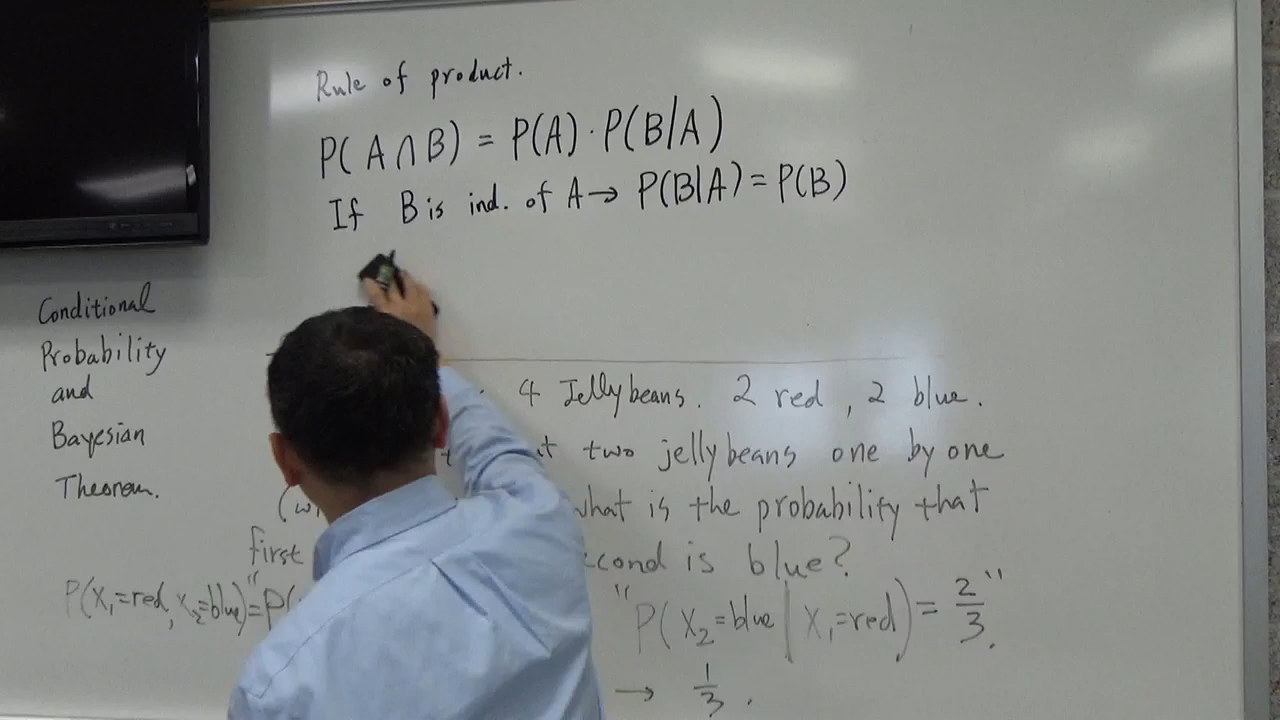 Rule of product.
P(A∩B) = P(A)·P(B|A)
If B is ind. of A → P(B|A) = P(B)
Conditional
Probability
and
Bayesian
Theorem.
4 Jellybeans. 2 red, 2 blue.
two jellybeans one by one
what is the probability that
first is blue?
P(X₁=red, X₂=blue) "= P(
"P(X₂=blue | X₁=red) = 2/3"
→ 1/3.